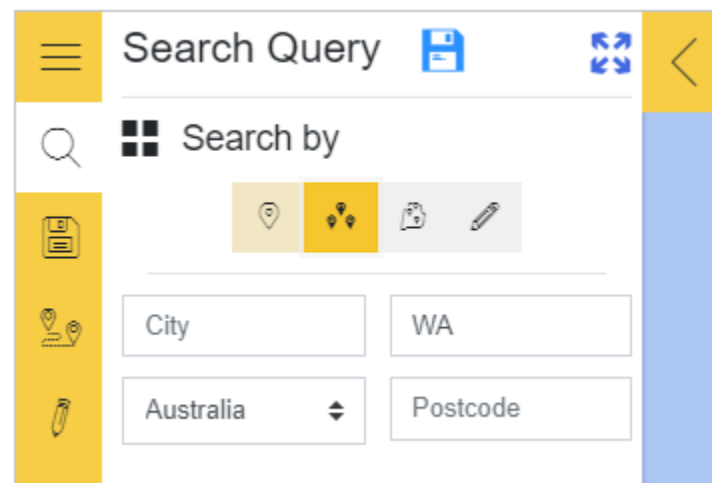 Search Query
Search by
City
WA
Australia
Postcode